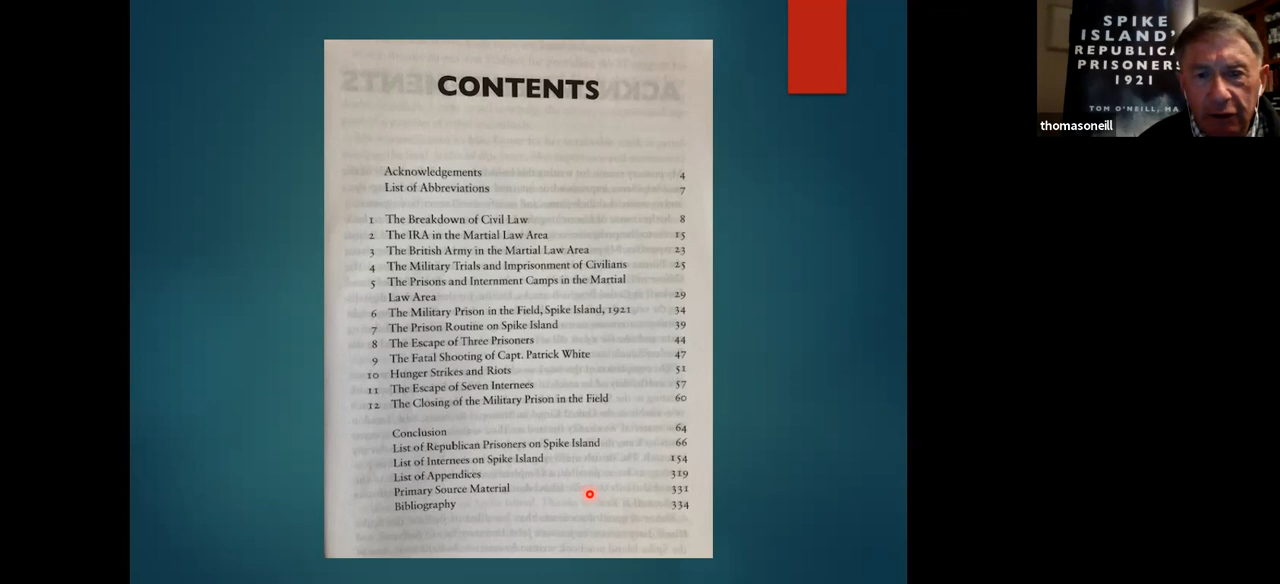 CONTENTS
Acknowledgements 4
List of Abbreviations 7
1 The Breakdown of Civil Law 8
2 The IRA in the Martial Law Area 15
3 The British Army in the Martial Law Area 23
4 The Military Trials and Imprisonment of Civilians 25
5 The Prisons and Internment Camps in the Martial
Law Area 29
6 The Military Prison in the Field, Spike Island, 1921 34
7 The Prison Routine on Spike Island 39
8 The Escape of Three Prisoners 44
9 The Fatal Shooting of Capt. Patrick White 47
10 Hunger Strikes and Riots 51
11 The Escape of Seven Internees 57
12 The Closing of the Military Prison in the Field 60
Conclusion 64
List of Republican Prisoners on Spike Island 66
List of Internees on Spike Island 154
List of Appendices 319
Primary Source Material 331
Bibliography 334
SPIKE
ISLAND'
REPUBLICA
PRISONERS
1921
TOM O'NEILL, MA
thomasoneill